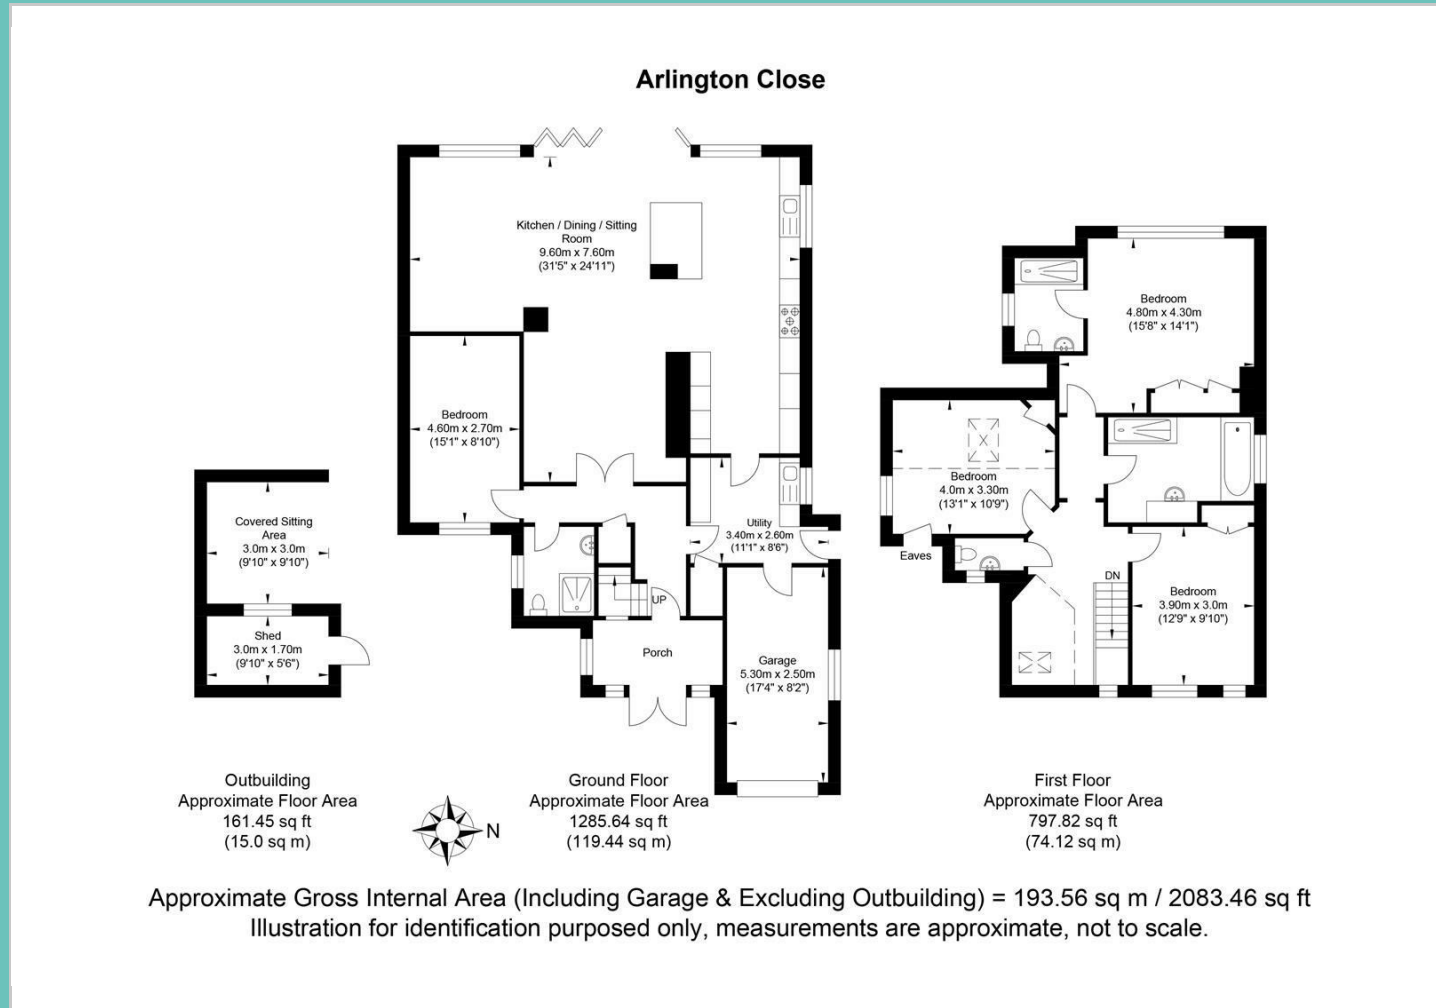 Arlington Close
Kitchen / Dining / Sitting
Room
9.60m x 7.60m
(31'5" x 24'11")
Bedroom
4.60m x 2.70m
(15'1" x 8'10")
Utility
3.40m x 2.60m
(11'1" x 8'6")
UP
Porch
Garage
5.30m x 2.50m
(17'4" x 8'2")
Covered Sitting
Area
3.0m x 3.0m
(9'10" x 9'10")
Shed
3.0m x 1.70m
(9'10" x 5'6")
Bedroom
4.80m x 4.30m
(15'8" x 14'1")
Bedroom
4.0m x 3.30m
(13'1" x 10'9")
Eaves
DN
Bedroom
3.90m x 3.0m
(12'9" x 9'10")
Outbuilding
Approximate Floor Area
161.45 sq ft
(15.0 sq m)
N
Ground Floor
Approximate Floor Area
1285.64 sq ft
(119.44 sq m)
First Floor
Approximate Floor Area
797.82 sq ft
(74.12 sq m)
Approximate Gross Internal Area (Including Garage & Excluding Outbuilding) = 193.56 sq m / 2083.46 sq ft
Illustration for identification purposed only, measurements are approximate, not to scale.